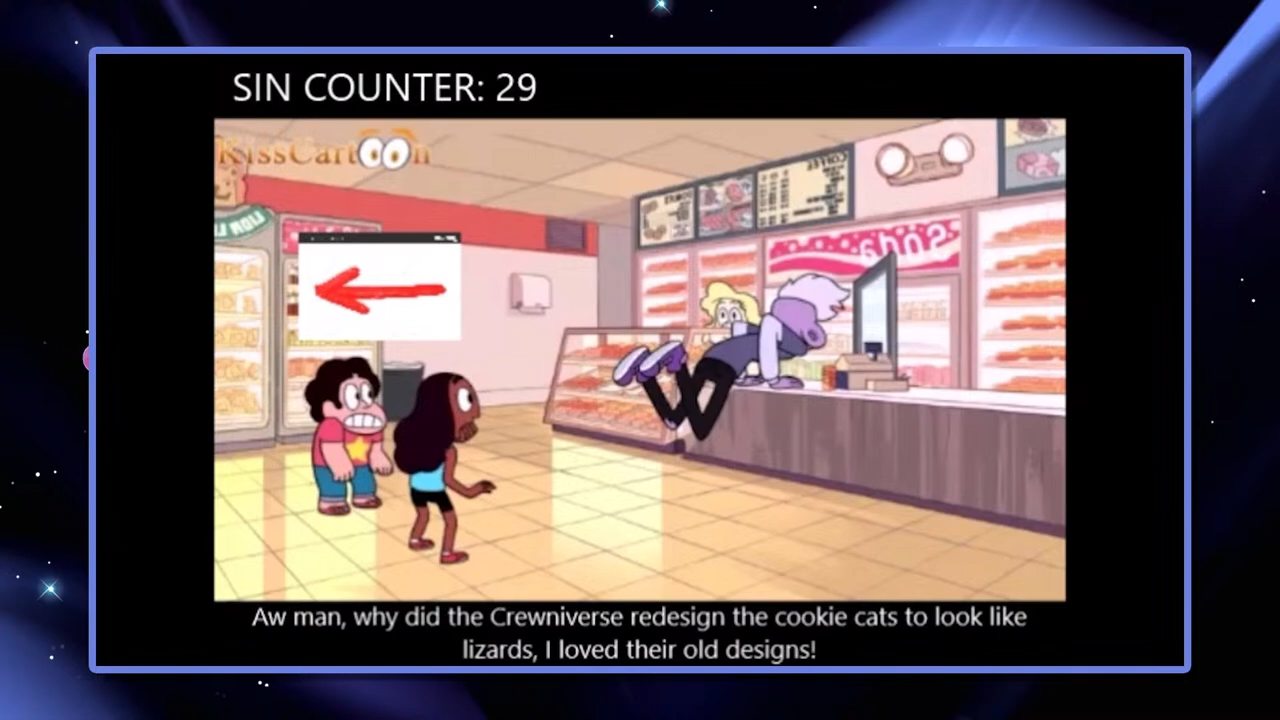 SIN COUNTER: 29
KissCartoon
Aw man, why did the Crewniverse redesign the cookie cats to look like
lizards, I loved their old designs!